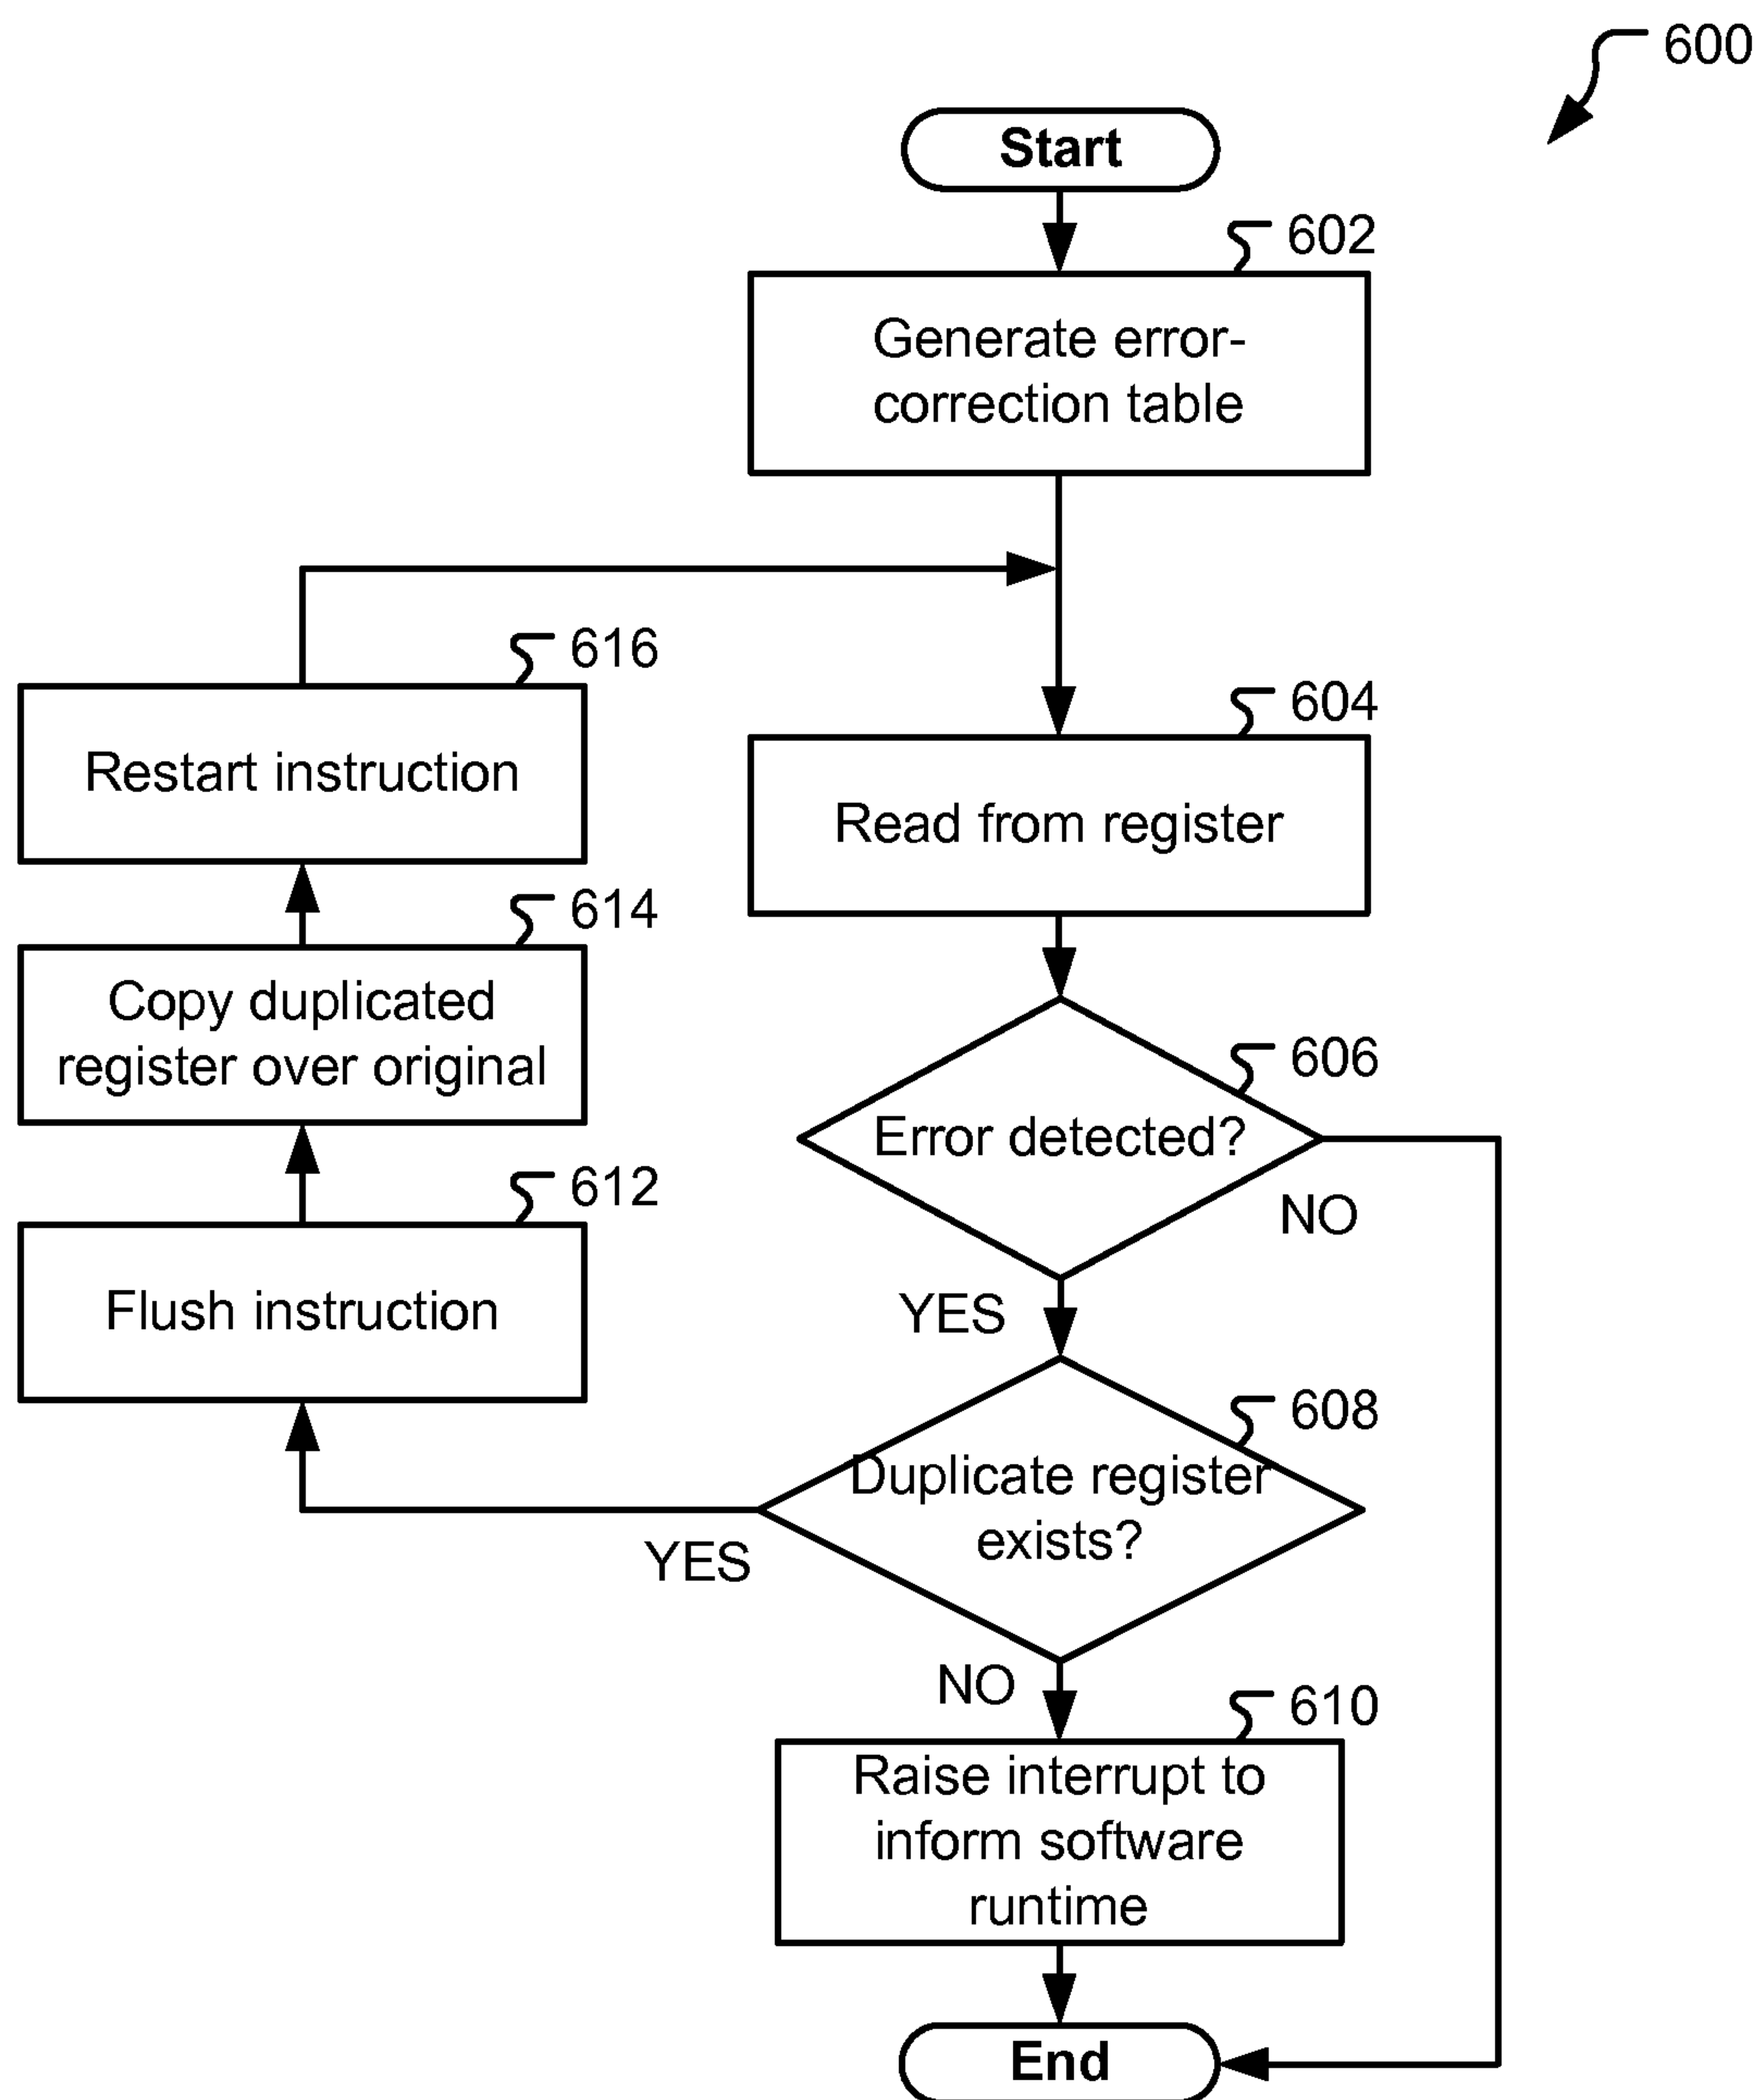 600
Start
602
Generate error-
correction table
616
Restart instruction
604
Read from register
614
Copy duplicated
register over original
606
Error detected?
NO
YES
612
Flush instruction
608
Duplicate register
exists?
YES
NO
610
Raise interrupt to
inform software
runtime
End